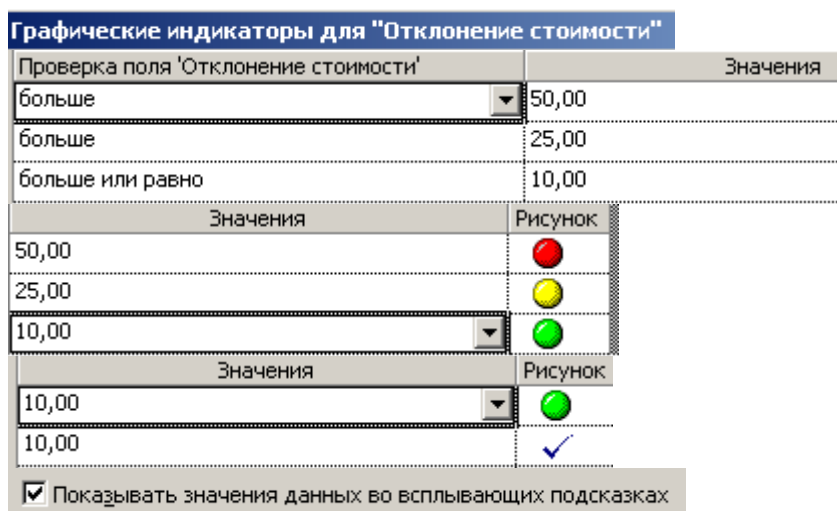 Графические индикаторы для "Отклонение стоимости"
Проверка поля 'Отклонение стоимости' Значения
больше 50,00
больше 25,00
больше или равно 10,00
Значения Рисунок
50,00
25,00
10,00
Значения Рисунок
10,00
10,00
Показывать значения данных во всплывающих подсказках